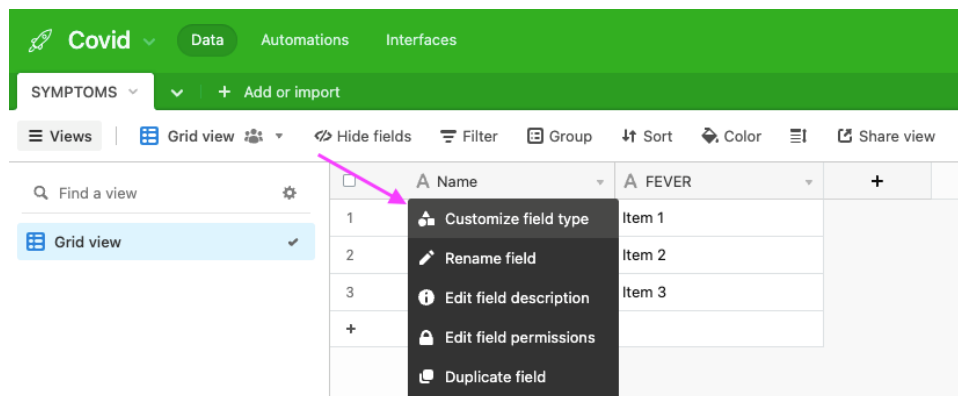 Covid Data Automations Interfaces
SYMPTOMS + Add or import
Views Grid view Hide fields Filter Group Sort Color Share view
Find a view
Grid view
A Name A FEVER +
1 Item 1
2 Item 2
3 Item 3
+
Customize field type
Rename field
Edit field description
Edit field permissions
Duplicate field